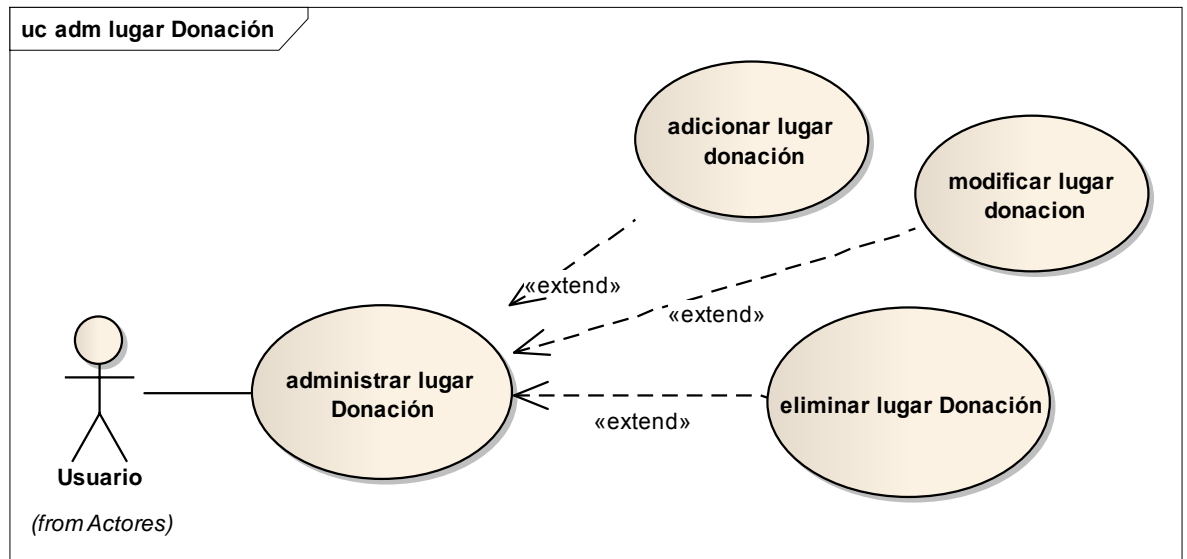 uc adm lugar Donación
adicionar lugar
donación
modificar lugar
donacion
«extend»
«extend»
administrar lugar
Donación
eliminar lugar Donación
«extend»
Usuario
(from Actores)